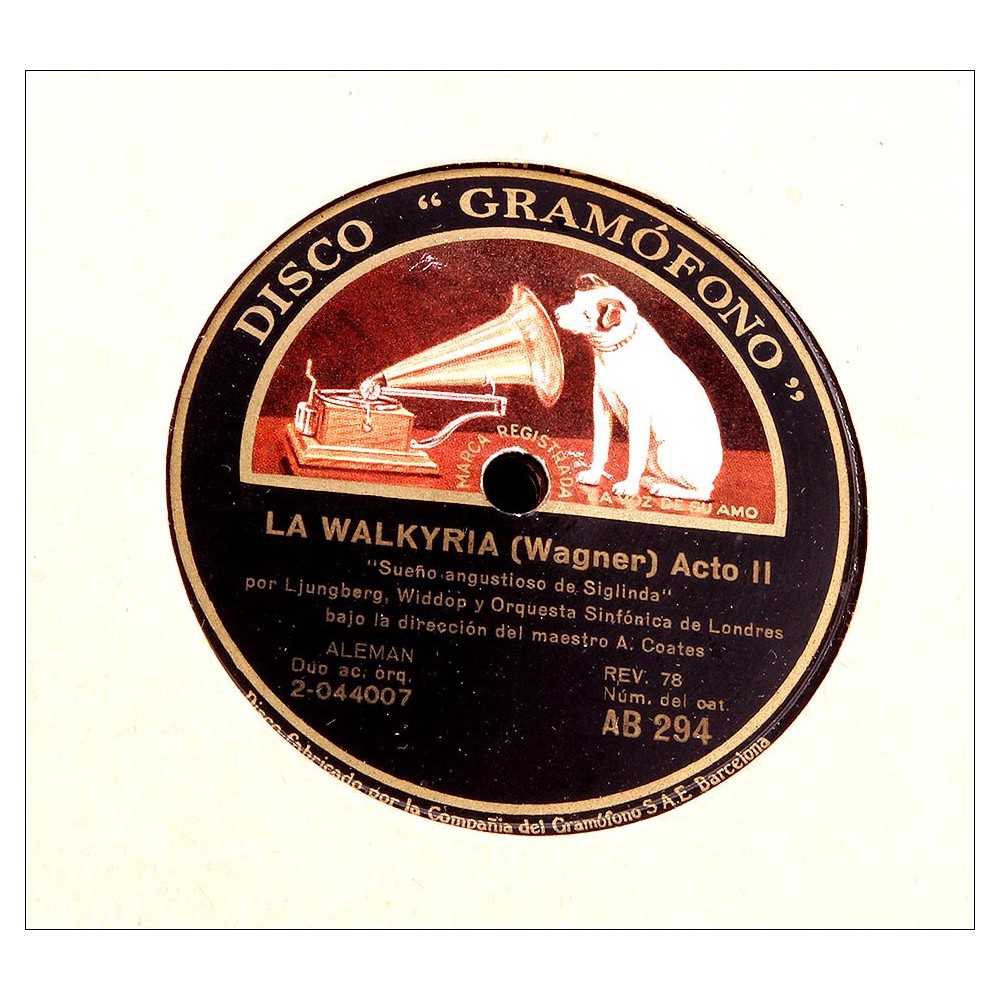 DISCO "GRAMÓFONO"
MARCA REGISTRADA
LA VOZ DE SU AMO
LA WALKYRIA (Wagner) Acto II
"Sueño angustioso de Siglinda"
por Ljungberg, Widdop y Orquesta Sinfónica de Londres
bajo la dirección del maestro A. Coates
ALEMAN
Duo ac. orq.
2-044007
REV. 78
Núm. del cat.
AB 294
Disco fabricado por la Compañia del Gramófono S.A.E. Barcelona